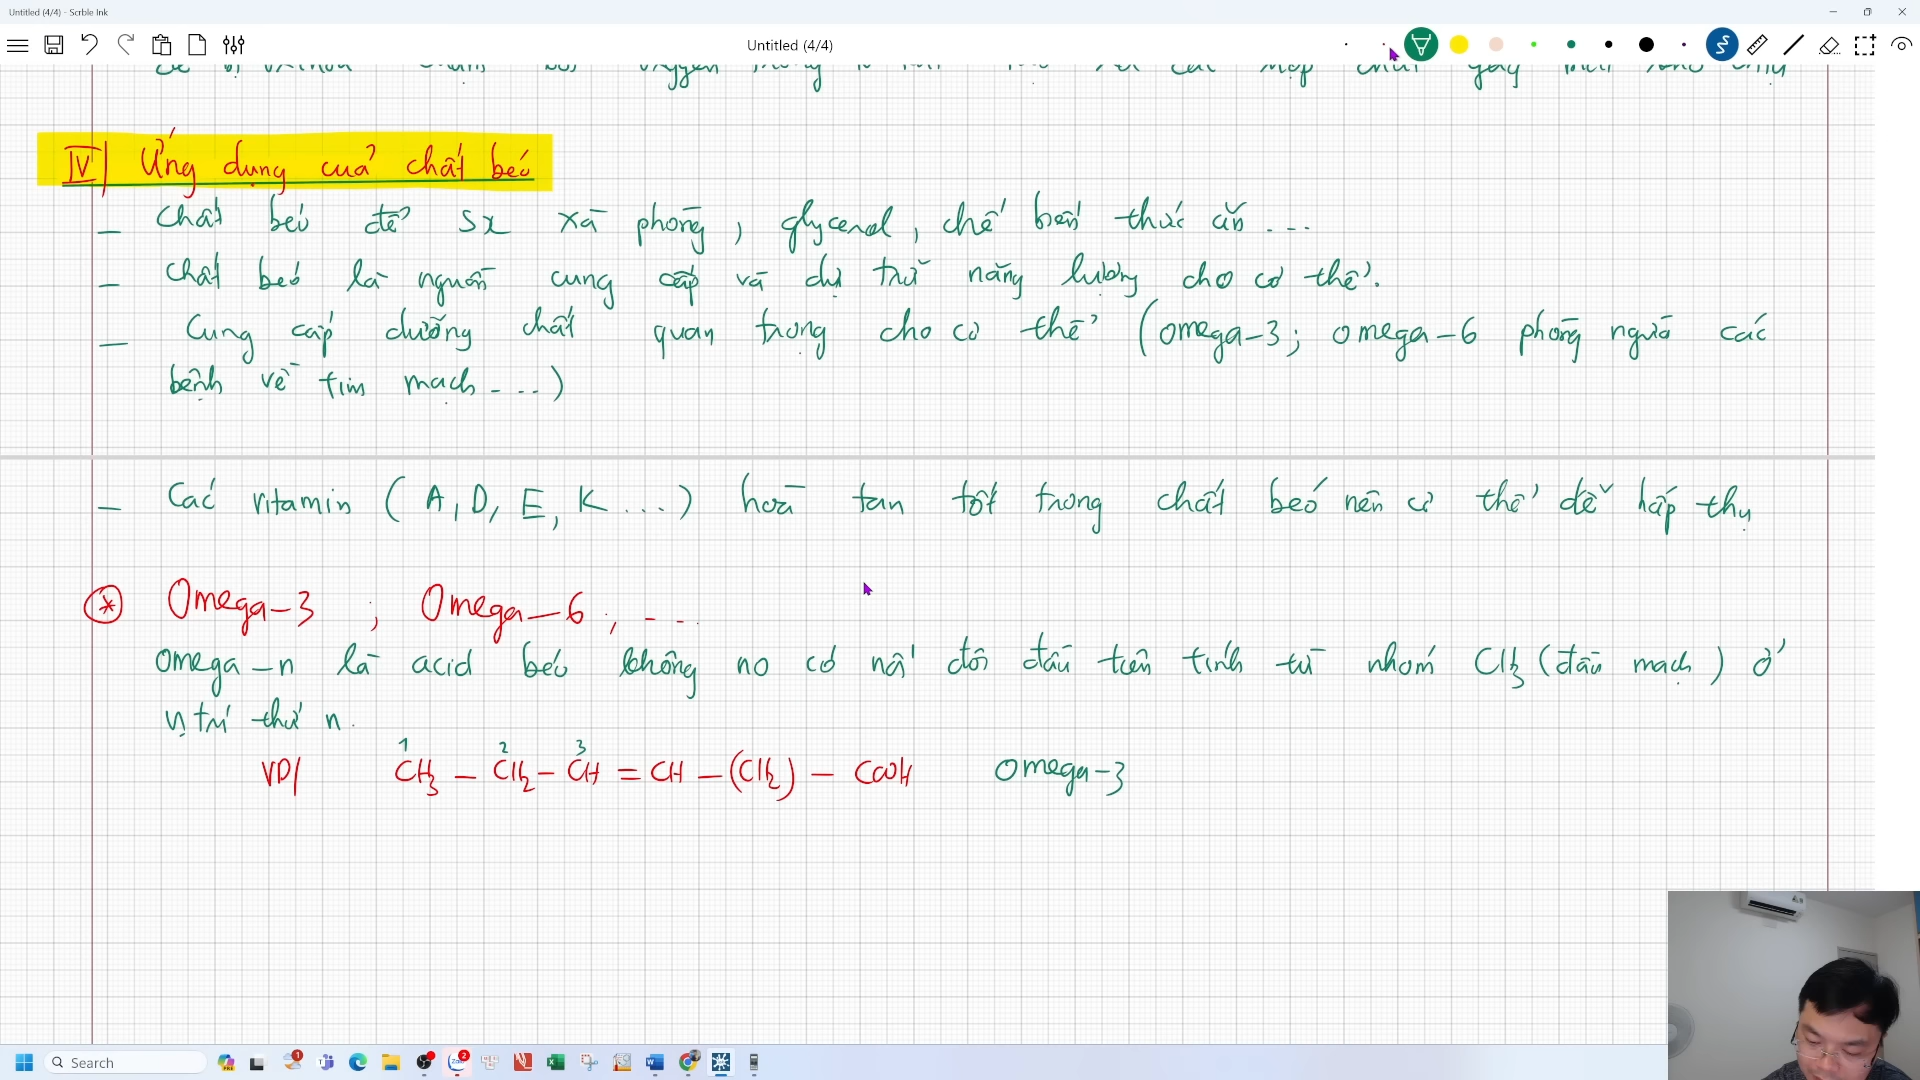 Untitled (4/4) - Scrble Ink
Untitled (4/4)
IV) Ứng dụng của chất béo
- Chất béo để sx xà phòng, glycerol, chế biến thức ăn ...
- Chất béo là nguồn cung cấp và dự trữ năng lượng cho cơ thể.
- Cung cấp dưỡng chất quan trọng cho cơ thể (omega-3; omega-6 phòng ngừa các
bệnh về tim mạch ...)
- Các vitamin (A, D, E, K ...) hoà tan tốt trong chất béo nên cơ thể dễ hấp thụ
* Omega-3 ; Omega-6 ; ...
Omega-n là acid béo không no có nối đôi đầu tiên tính từ nhóm CH₃ (đầu mạch) ở
vị trí thứ n.
1 2 3
VD/ CH₃ - CH₂ - CH = CH - (CH₂) - COOH Omega-3
Search